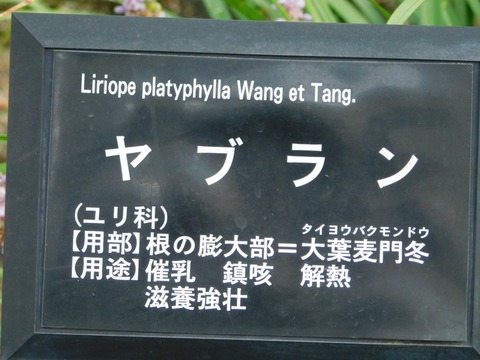 Liriope platyphylla Wang et Tang.
ヤブラン
(ユリ科)
タイヨウバクモンドウ
【用部】根の膨大部=大葉麦門冬
【用途】催乳 鎮咳 解熱
滋養強壮